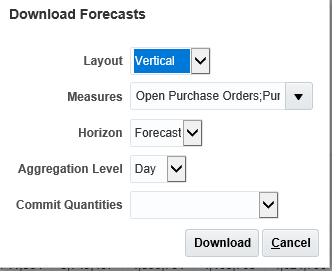 Download Forecasts
Layout Vertical
Measures Open Purchase Orders;Pur
Horizon Forecast
Aggregation Level Day
Commit Quantities
Download Cancel